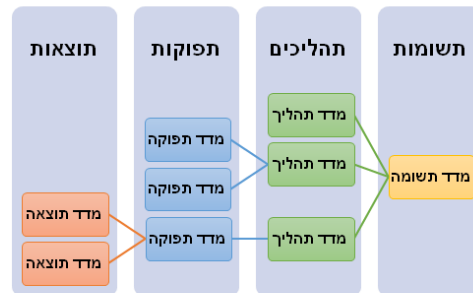 תשומות
תהליכים
תפוקות
תוצאות
מדד תהליך
מדד תפוקה
מדד תהליך
מדד תשומה
מדד תפוקה
מדד תוצאה
מדד תהליך
מדד תפוקה
מדד תוצאה